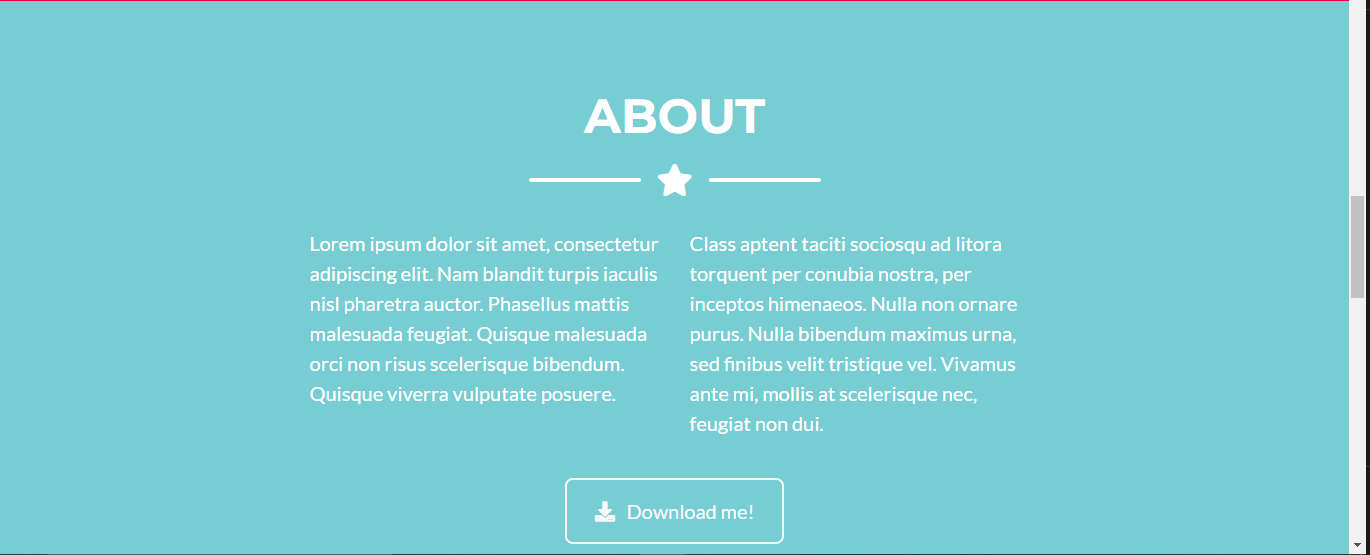 ABOUT
Lorem ipsum dolor sit amet, consectetur
adipiscing elit. Nam blandit turpis iaculis
nisl pharetra auctor. Phasellus mattis
malesuada feugiat. Quisque malesuada
orci non risus scelerisque bibendum.
Quisque viverra vulputate posuere.
Class aptent taciti sociosqu ad litora
torquent per conubia nostra, per
inceptos himenaeos. Nulla non ornare
purus. Nulla bibendum maximus urna,
sed finibus velit tristique vel. Vivamus
ante mi, mollis at scelerisque nec,
feugiat non dui.
Download me!